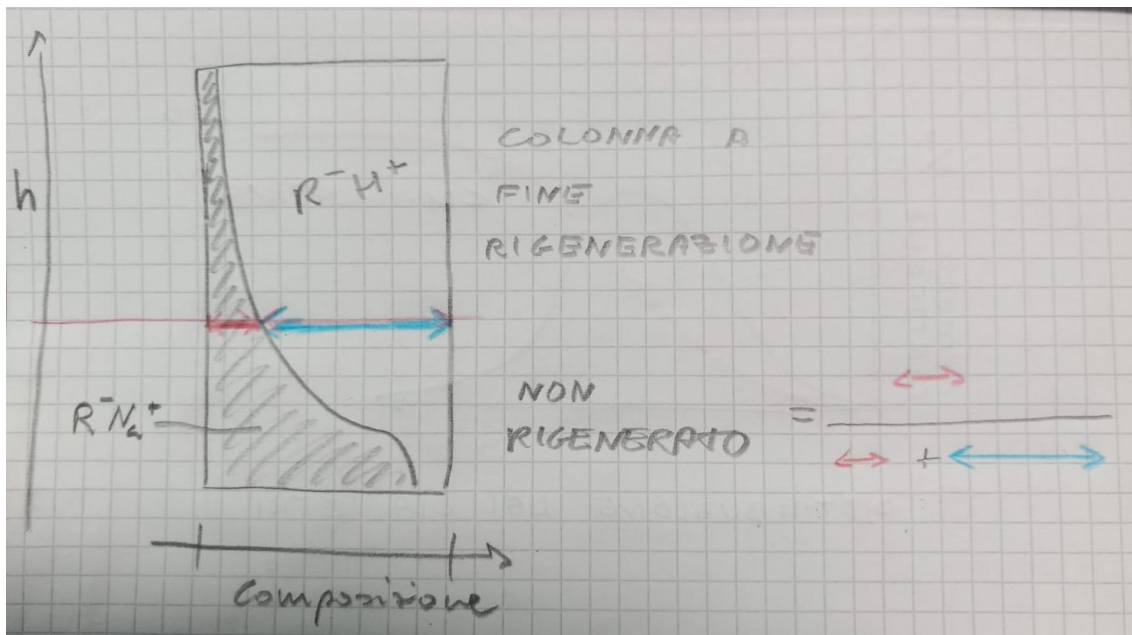 h
R⁻H⁺
COLONNA A
FINE
RIGENERAZIONE
R⁻Na⁺
NON
RIGENERATO
=
+
Composizione